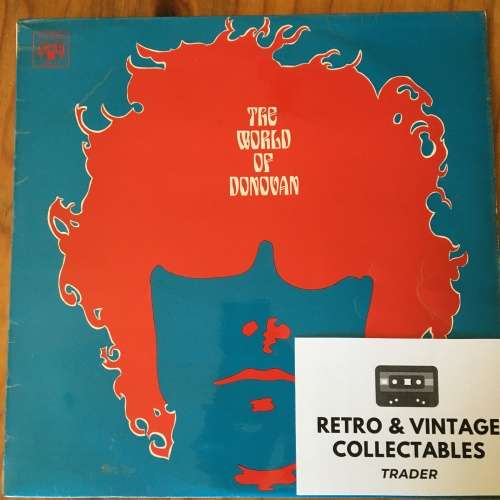 THE
WORLD
OF
DONOVAN
RETRO & VINTAGE
COLLECTABLES
TRADER